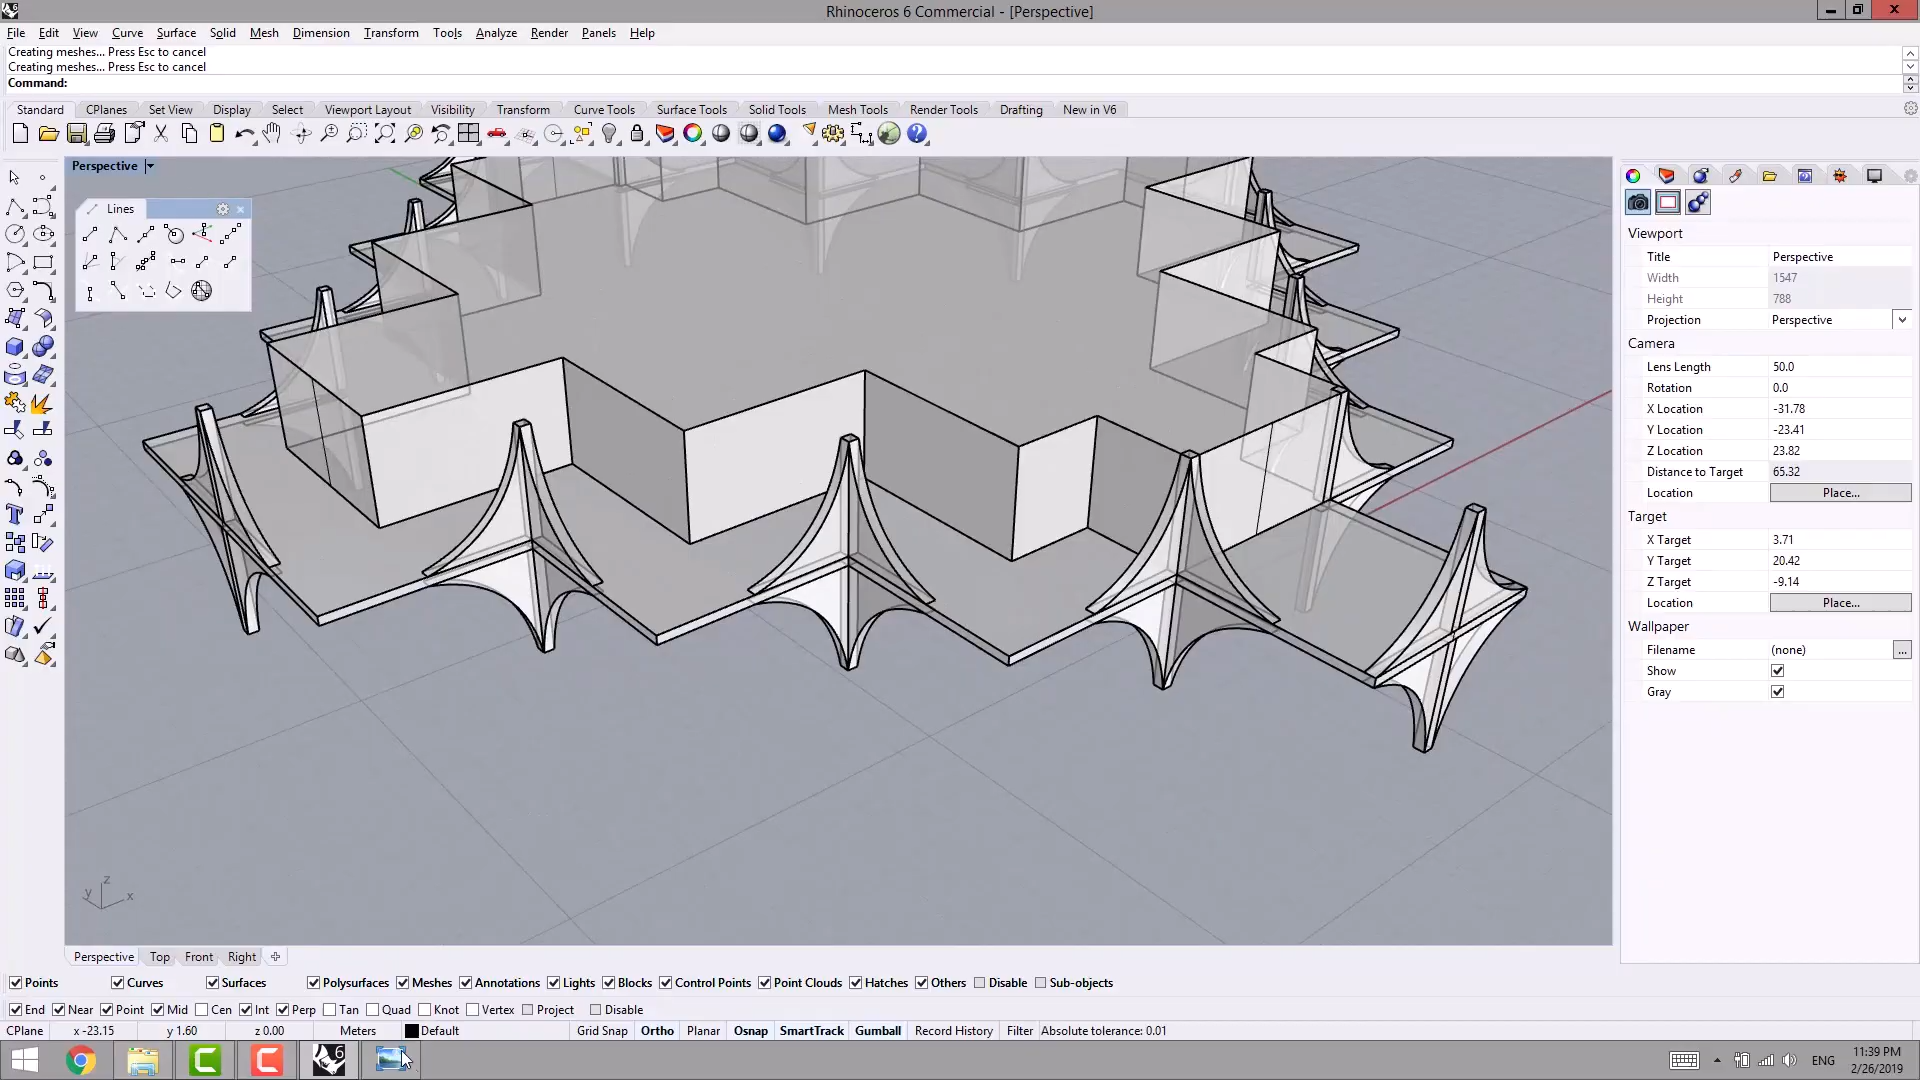 Rhinoceros 6 Commercial - [Perspective]
File Edit View Curve Surface Solid Mesh Dimension Transform Tools Analyze Render Panels Help
Creating meshes... Press Esc to cancel
Creating meshes... Press Esc to cancel
Command:
Standard CPlanes Set View Display Select Viewport Layout Visibility Transform Curve Tools Surface Tools Solid Tools Mesh Tools Render Tools Drafting New in V6
Perspective
Lines
Viewport
Title Perspective
Width 1547
Height 788
Projection Perspective
Camera
Lens Length 50.0
Rotation 0.0
X Location -31.78
Y Location -23.41
Z Location 23.82
Distance to Target 65.32
Location Place...
Target
X Target 3.71
Y Target 20.42
Z Target -9.14
Location Place...
Wallpaper
Filename (none) ...
Show
Gray
z
y x
Perspective Top Front Right
Points Curves Surfaces Polysurfaces Meshes Annotations Lights Blocks Control Points Point Clouds Hatches Others Disable Sub-objects
End Near Point Mid Cen Int Perp Tan Quad Knot Vertex Project Disable
CPlane x -23.15 y 1.60 z 0.00 Meters Default Grid Snap Ortho Planar Osnap SmartTrack Gumball Record History Filter Absolute tolerance: 0.01
6
ENG
11:39 PM
2/26/2019